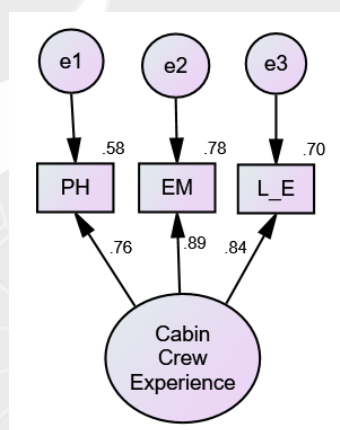 e1
e2
e3
.58
.78
.70
PH
EM
L_E
.76
.89
.84
Cabin
Crew
Experience